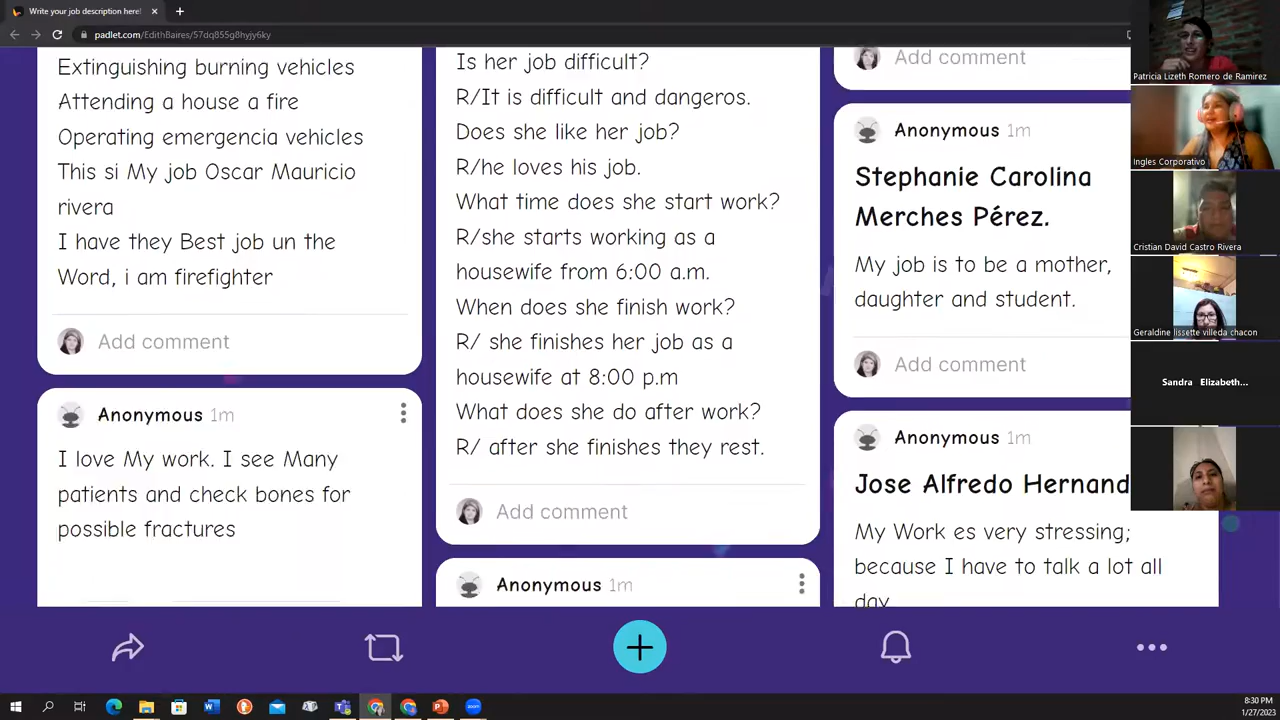 Write your job description here!
padlet.com/EdithBaires/57dq855g8hyjy6ky
Extinguishing burning vehicles
Attending a house a fire
Operating emergencia vehicles
This si My job Oscar Mauricio
rivera
I have they Best job un the
Word, i am firefighter
Add comment
Anonymous 1m
I love My work. I see Many
patients and check bones for
possible fractures
Is her job difficult?
R/It is difficult and dangeros.
Does she like her job?
R/he loves his job.
What time does she start work?
R/she starts working as a
housewife from 6:00 a.m.
When does she finish work?
R/ she finishes her job as a
housewife at 8:00 p.m
What does she do after work?
R/ after she finishes they rest.
Add comment
Anonymous 1m
Add comment
Anonymous 1m
Stephanie Carolina
Merches Pérez.
My job is to be a mother,
daughter and student.
Add comment
Anonymous 1m
Jose Alfredo Hernand
My Work es very stressing;
because I have to talk a lot all
day
Patricia Lizeth Romero de Ramirez
Ingles Corporativo
Cristian David Castro Rivera
Geraldine lissette villeda chacon
Sandra Elizabeth...
8:30 PM
1/27/2023